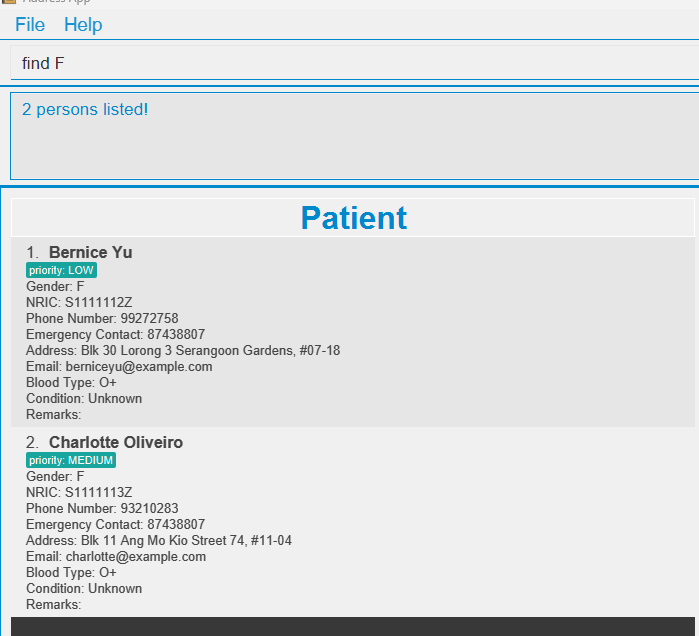 Address App
File Help
find F
2 persons listed!
Patient
1. Bernice Yu
priority: LOW
Gender: F
NRIC: S1111112Z
Phone Number: 99272758
Emergency Contact: 87438807
Address: Blk 30 Lorong 3 Serangoon Gardens, #07-18
Email: berniceyu@example.com
Blood Type: O+
Condition: Unknown
Remarks:
2. Charlotte Oliveiro
priority: MEDIUM
Gender: F
NRIC: S1111113Z
Phone Number: 93210283
Emergency Contact: 87438807
Address: Blk 11 Ang Mo Kio Street 74, #11-04
Email: charlotte@example.com
Blood Type: O+
Condition: Unknown
Remarks: